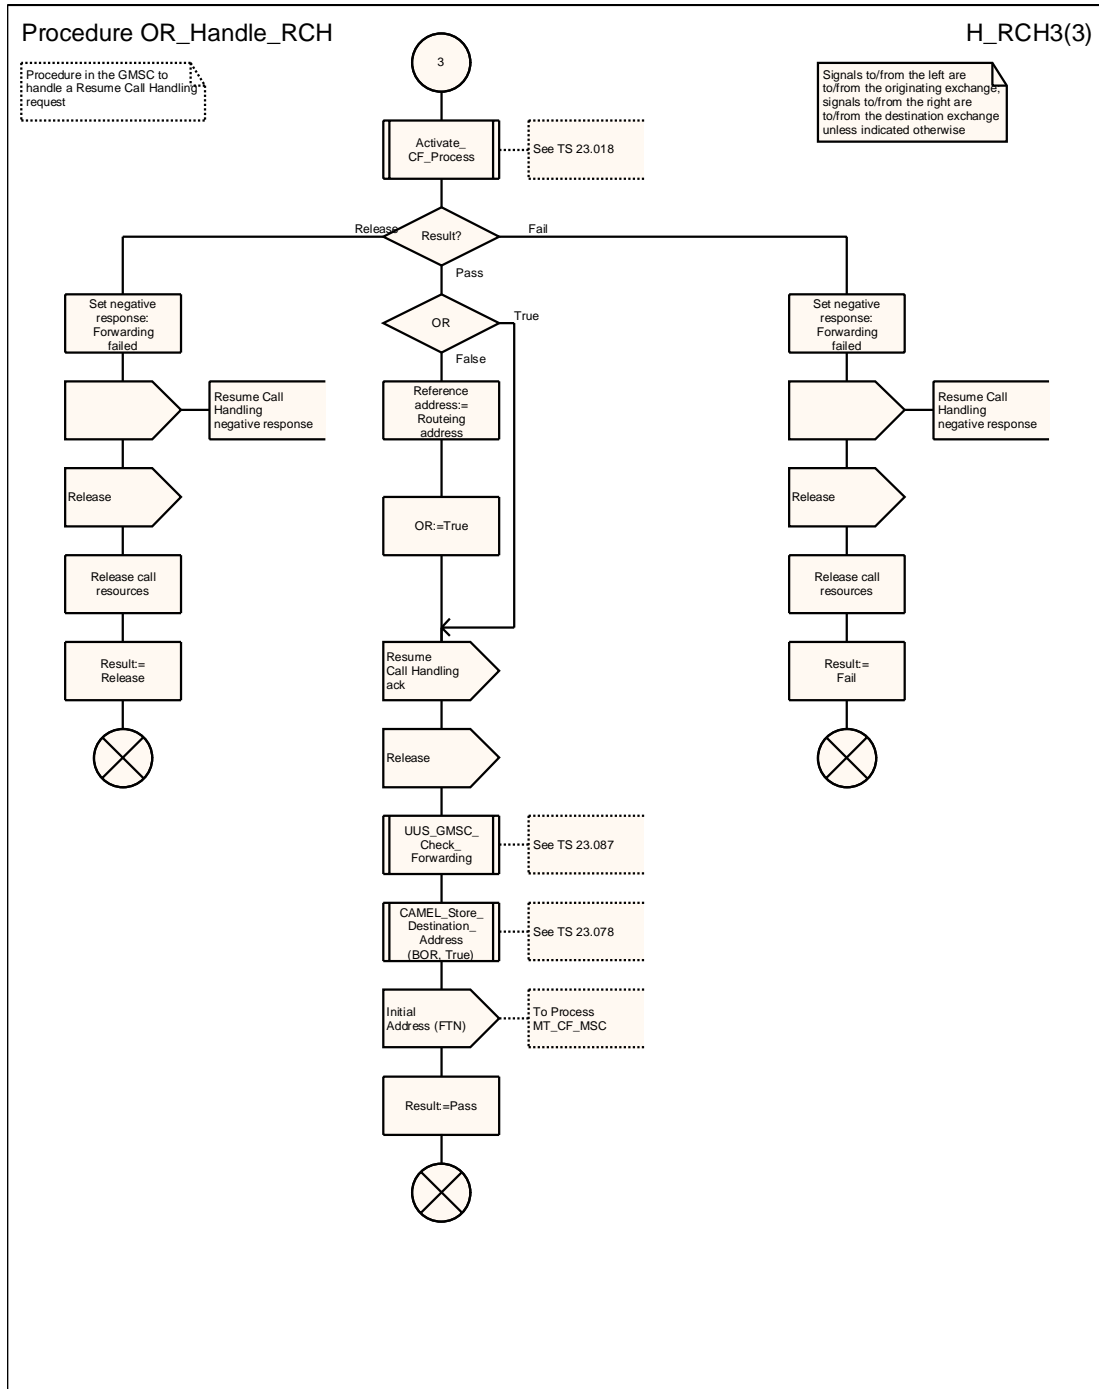 Procedure OR_Handle_RCH
H_RCH3(3)
Procedure in the GMSC to
handle a Resume Call Handling
request
3
Signals to/from the left are
to/from the originating exchange;
signals to/from the right are
to/from the destination exchange
unless indicated otherwise
Activate_
CF_Process
See TS 23.018
Release
Result?
Fail
Pass
Set negative
response:
Forwarding
failed
OR
True
False
Set negative
response:
Forwarding
failed
Resume Call
Handling
negative response
Reference
address:=
Routeing
address
Resume Call
Handling
negative response
Release
OR:=True
Release
Release call
resources
Release call
resources
Result:=
Release
Resume
Call Handling
ack
Result:=
Fail
Release
UUS_GMSC_
Check_
Forwarding
See TS 23.087
CAMEL_Store_
Destination_
Address
(BOR, True)
See TS 23.078
Initial
Address (FTN)
To Process
MT_CF_MSC
Result:=Pass